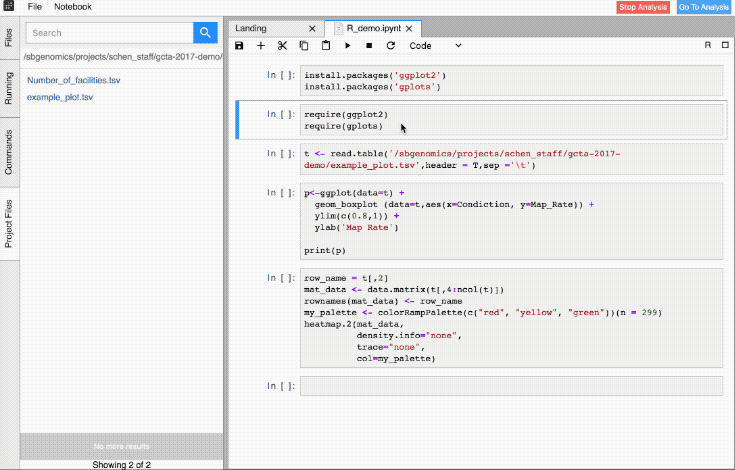 File Notebook Stop Analysis Go To Analysis
Files
Running
Commands
Project Files
Search
/sbgenomics/projects/schen_staff/gcta-2017-demo/
Number_of_facilities.tsv
example_plot.tsv
No more results
Showing 2 of 2
Landing R_demo.ipynt
Code R
In [ ]: install.packages('ggplot2')
install.packages('gplots')
In [ ]: require(ggplot2)
require(gplots)
In [ ]: t <- read.table('/sbgenomics/projects/schen_staff/gcta-2017-
demo/example_plot.tsv',header = T,sep ='\t')
In [ ]: p<-ggplot(data=t) +
geom_boxplot (data=t,aes(x=Condiction, y=Map_Rate)) +
ylim(c(0.8,1)) +
ylab('Map Rate')
print(p)
In [ ]: row_name = t[,2]
mat_data <- data.matrix(t[,4:ncol(t)])
rownames(mat_data) <- row_name
my_palette <- colorRampPalette(c("red", "yellow", "green"))(n = 299)
heatmap.2(mat_data,
density.info="none",
trace="none",
col=my_palette)
In [ ]: